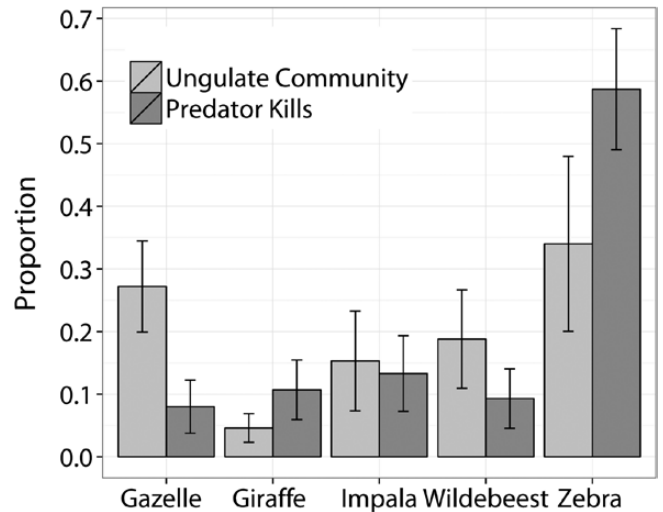 0.7
0.6
0.5
0.4
0.3
0.2
0.1
0.0
Proportion
Ungulate Community
Predator Kills
Gazelle Giraffe Impala Wildebeest Zebra